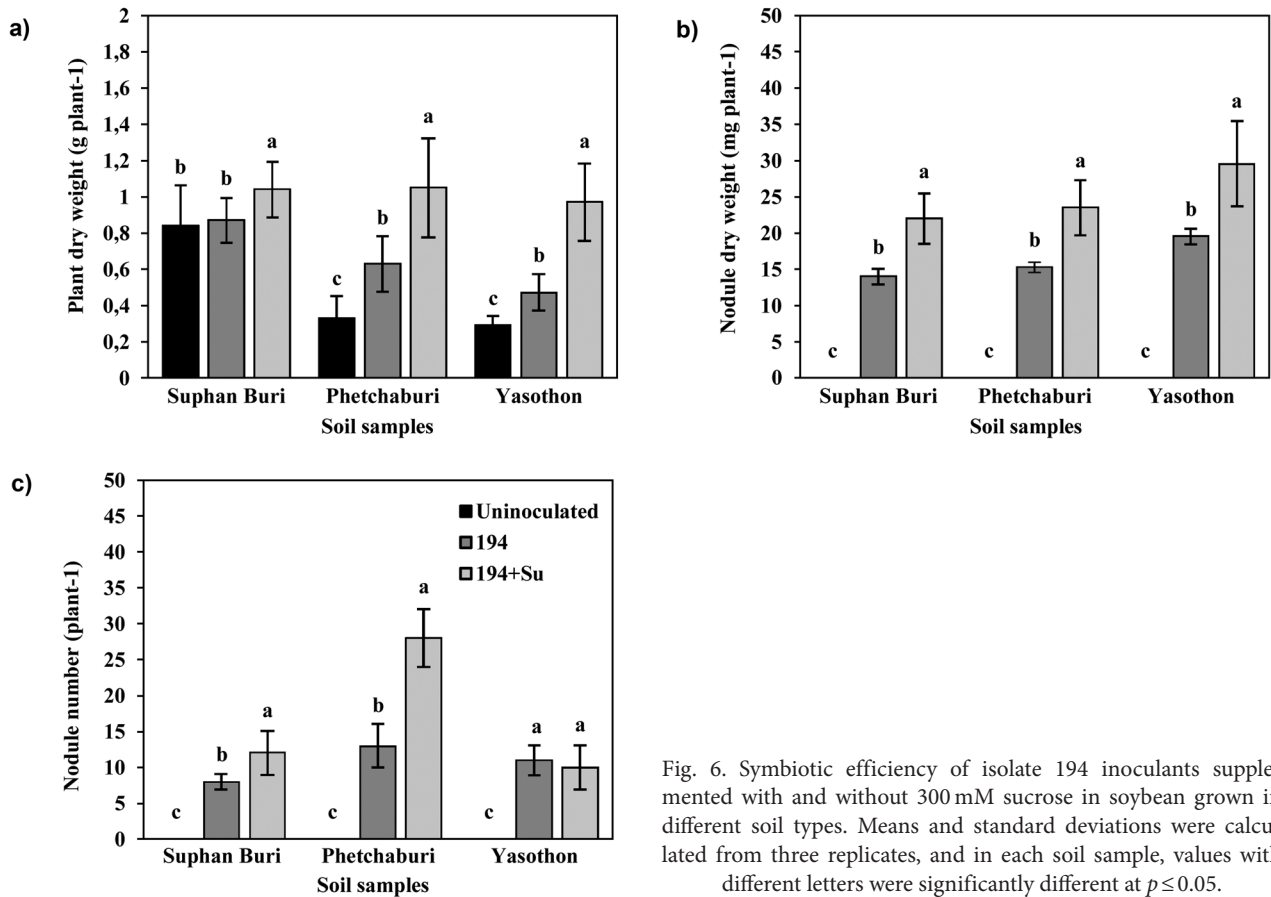 a)
Plant dry weight (g plant-1)
2
1,8
1,6
1,4
1,2
1
0,8
0,6
0,4
0,2
0
b
b
a
c
b
a
c
b
a
Suphan Buri
Phetchaburi
Yasothon
Soil samples
b)
Nodule dry weight (mg plant-1)
50
45
40
35
30
25
20
15
10
5
0
c
b
a
c
b
a
c
b
a
Suphan Buri
Phetchaburi
Yasothon
Soil samples
c)
Nodule number (plant-1)
50
45
40
35
30
25
20
15
10
5
0
Uninoculated
194
194+Su
c
b
a
c
b
a
c
a
a
Suphan Buri
Phetchaburi
Yasothon
Soil samples
Fig. 6. Symbiotic efficiency of isolate 194 inoculants supple
mented with and without 300 mM sucrose in soybean grown i
different soil types. Means and standard deviations were calcu
lated from three replicates, and in each soil sample, values wit
different letters were significantly different at p ≤ 0.05.